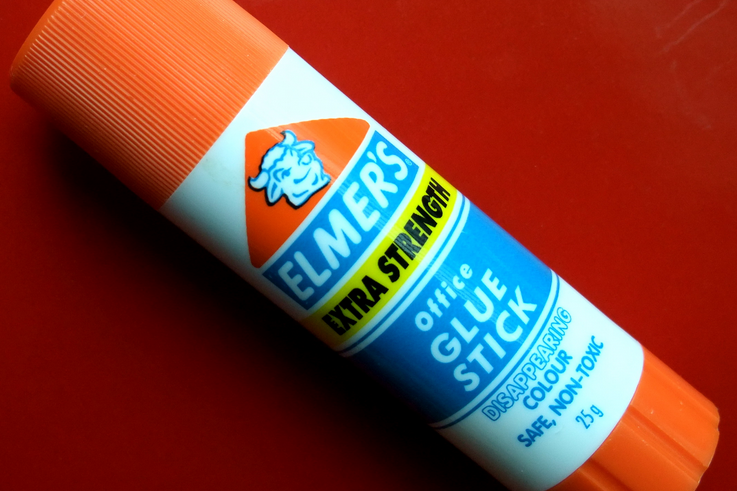 ELMER'S
EXTRA STRENGTH
Office
GLUE
STICK
DISAPPEARING
COLOUR
SAFE, NON-TOXIC
25 g